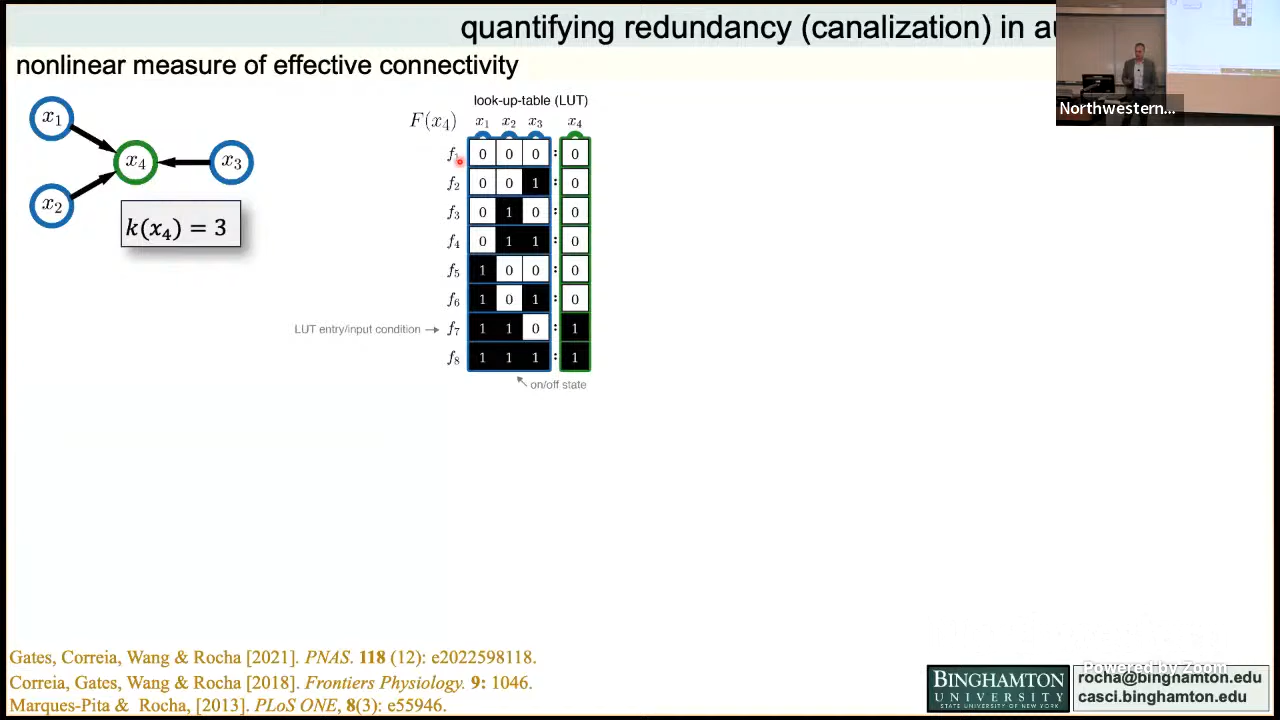 quantifying redundancy (canalization) in au
nonlinear measure of effective connectivity
Northwestern...
x₁
x₂
x₃
x₄
k(x₄) = 3
look-up-table (LUT)
F(x₄) x₁ x₂ x₃ x₄
f₁ 0 0 0 : 0
f₂ 0 0 1 : 0
f₃ 0 1 0 : 0
f₄ 0 1 1 : 0
f₅ 1 0 0 : 0
f₆ 1 0 1 : 0
LUT entry/input condition → f₇ 1 1 0 : 1
f₈ 1 1 1 : 1
on/off state
Gates, Correia, Wang & Rocha [2021]. PNAS. 118 (12): e2022598118.
Correia, Gates, Wang & Rocha [2018]. Frontiers Physiology. 9: 1046.
Marques-Pita & Rocha, [2013]. PLoS ONE, 8(3): e55946.
BINGHAMTON
UNIVERSITY
STATE UNIVERSITY OF NEW YORK
Powered by Zoom
rocha@binghamton.edu
casci.binghamton.edu